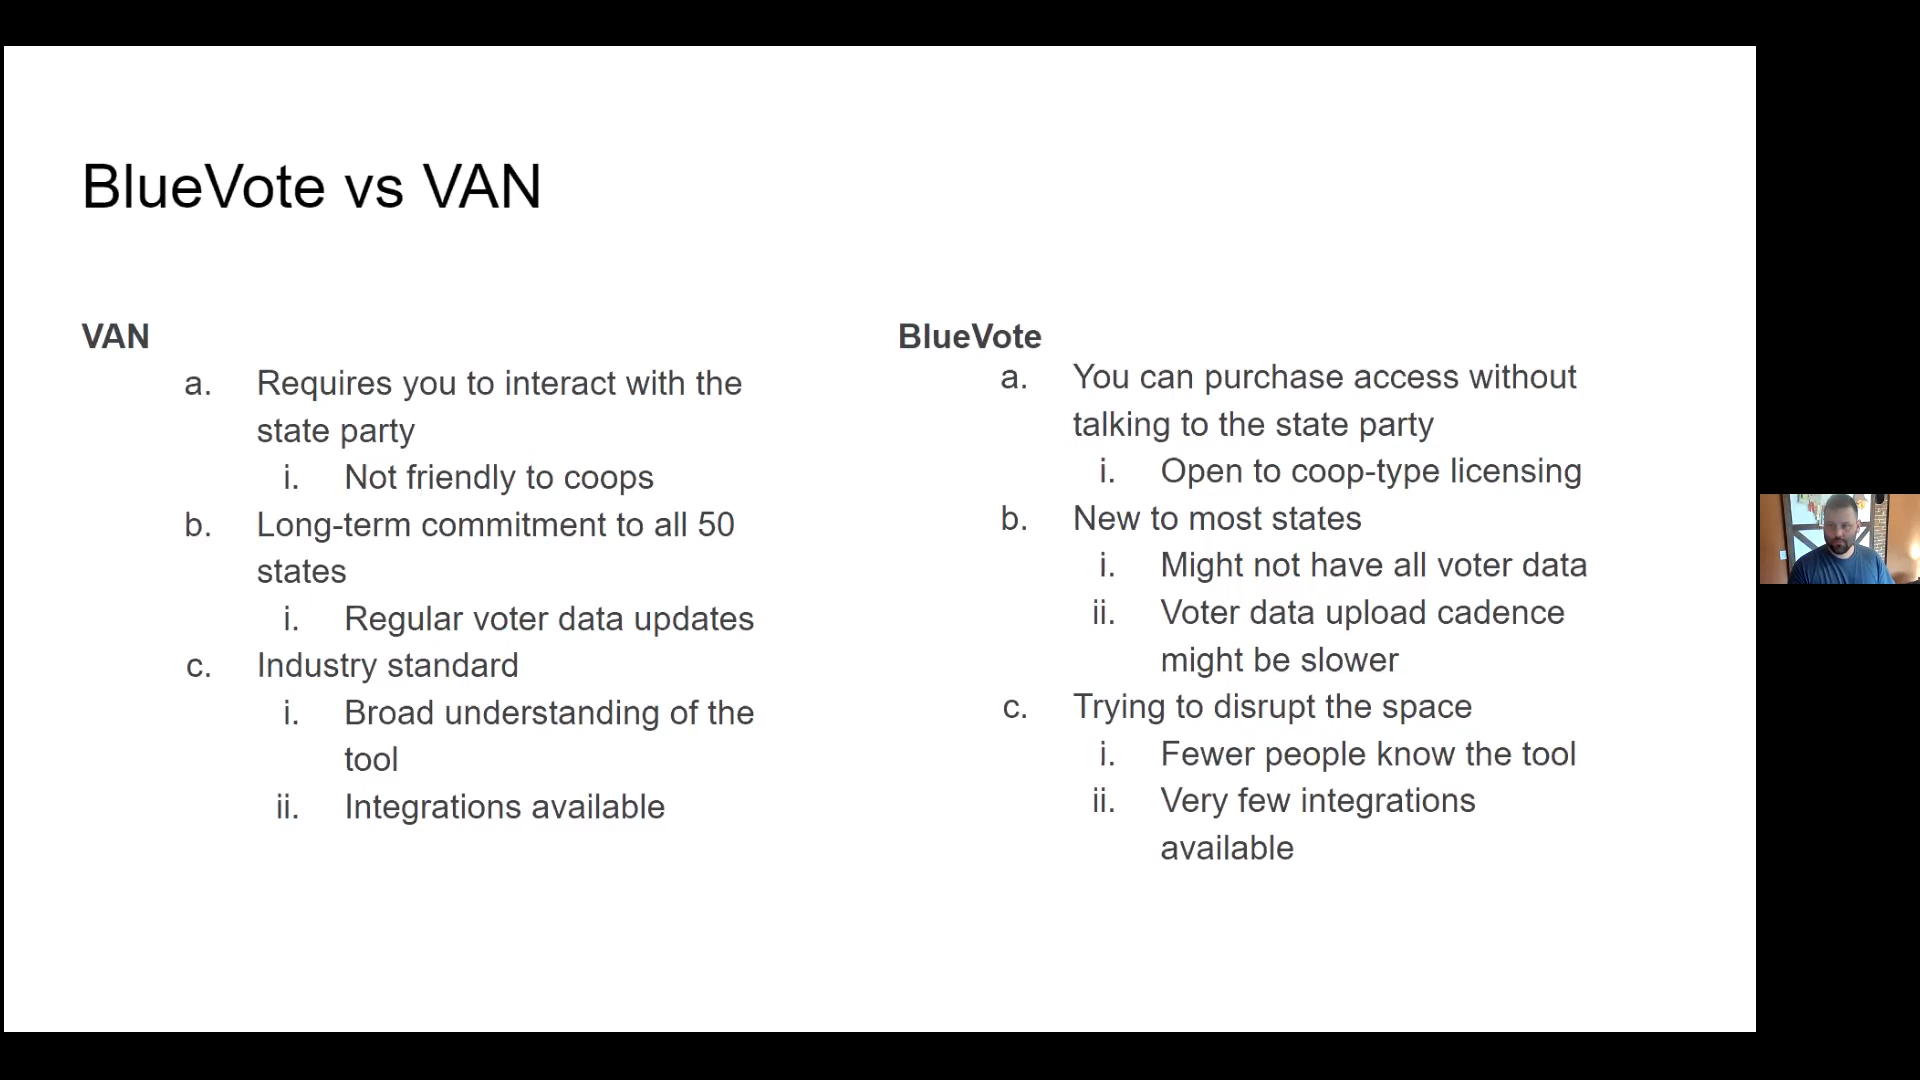 BlueVote vs VAN
VAN
a. Requires you to interact with the
state party
i. Not friendly to coops
b. Long-term commitment to all 50
states
i. Regular voter data updates
c. Industry standard
i. Broad understanding of the
tool
ii. Integrations available
BlueVote
a. You can purchase access without
talking to the state party
i. Open to coop-type licensing
b. New to most states
i. Might not have all voter data
ii. Voter data upload cadence
might be slower
c. Trying to disrupt the space
i. Fewer people know the tool
ii. Very few integrations
available